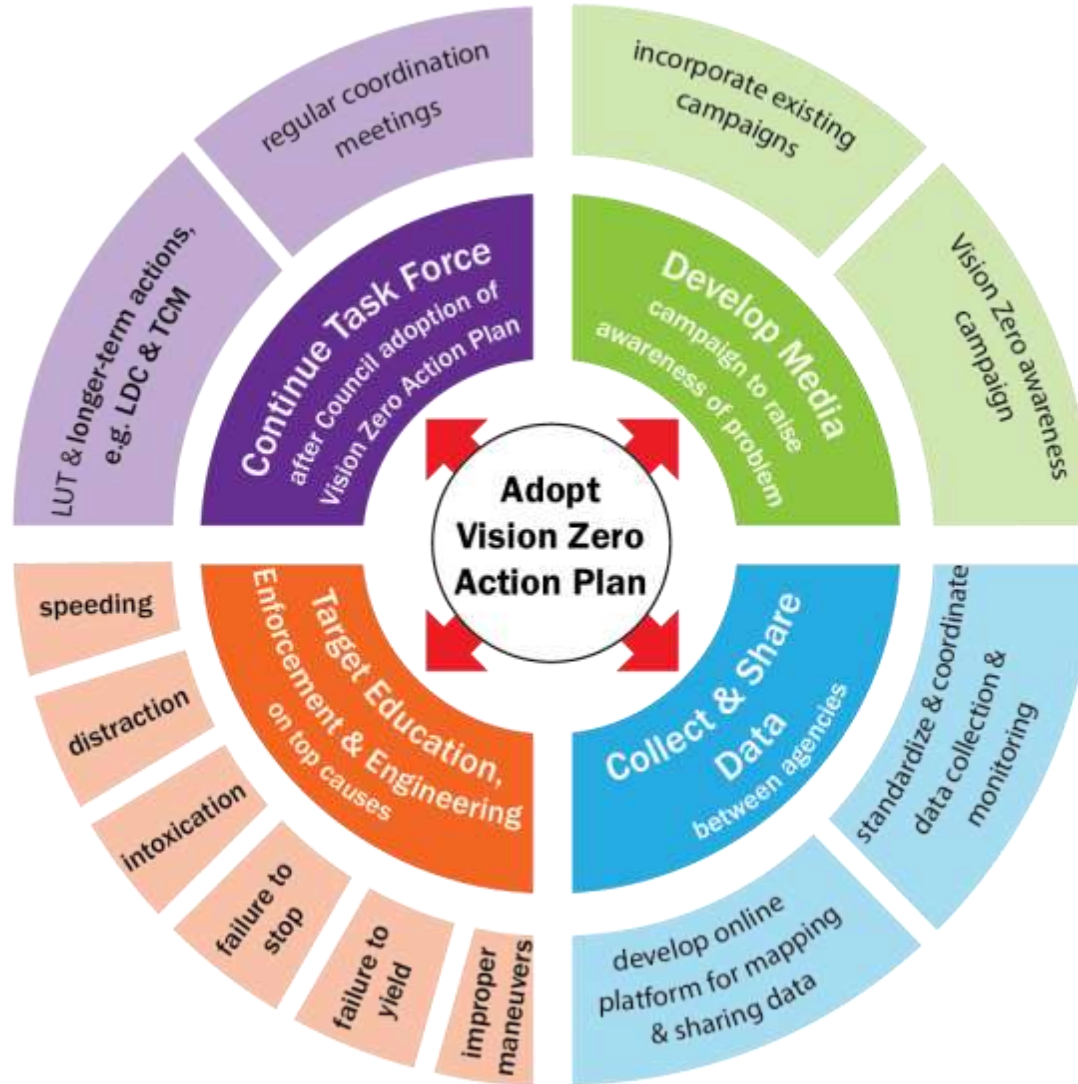 Adopt
Vision Zero
Action Plan
Continue Task Force
after Council adoption of
Vision Zero Action Plan
regular coordination
meetings
LUT & longer-term actions,
e.g. LDC & TCM
Develop Media
campaign to raise
awareness of problem
incorporate existing
campaigns
Vision Zero awareness
campaign
Collect & Share
Data
between agencies
standardize & coordinate
data collection &
monitoring
develop online
platform for mapping
& sharing data
Target Education,
Enforcement & Engineering
on top causes
speeding
distraction
intoxication
failure to
stop
failure to
yield
improper
maneuvers